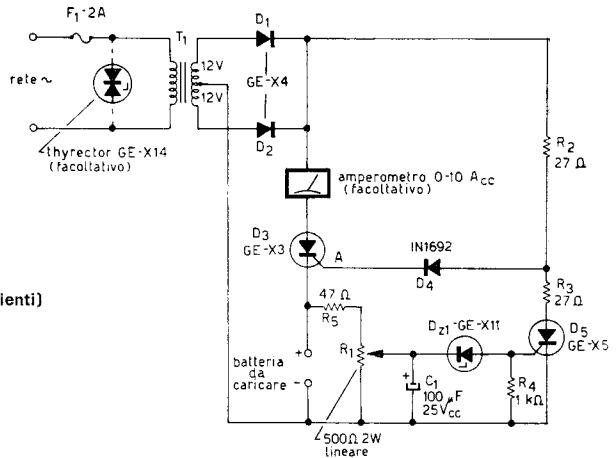 F1-2A
T1
D1
12V
12V
GE-X4
rete ~
D2
thyrector GE-X14
(facoltativo)
R2
27 Ω
amperometro 0-10 Acc
(facoltativo)
D3
GE-X3
A
IN1692
D4
R3
27Ω
ienti)
47 Ω
R5
DZ1-GE-X11
D5
GE-X5
+
batteria
da
caricare
-
R1
+
C1
100 μF
25Vcc
R4
1 kΩ
500Ω 2W
lineare